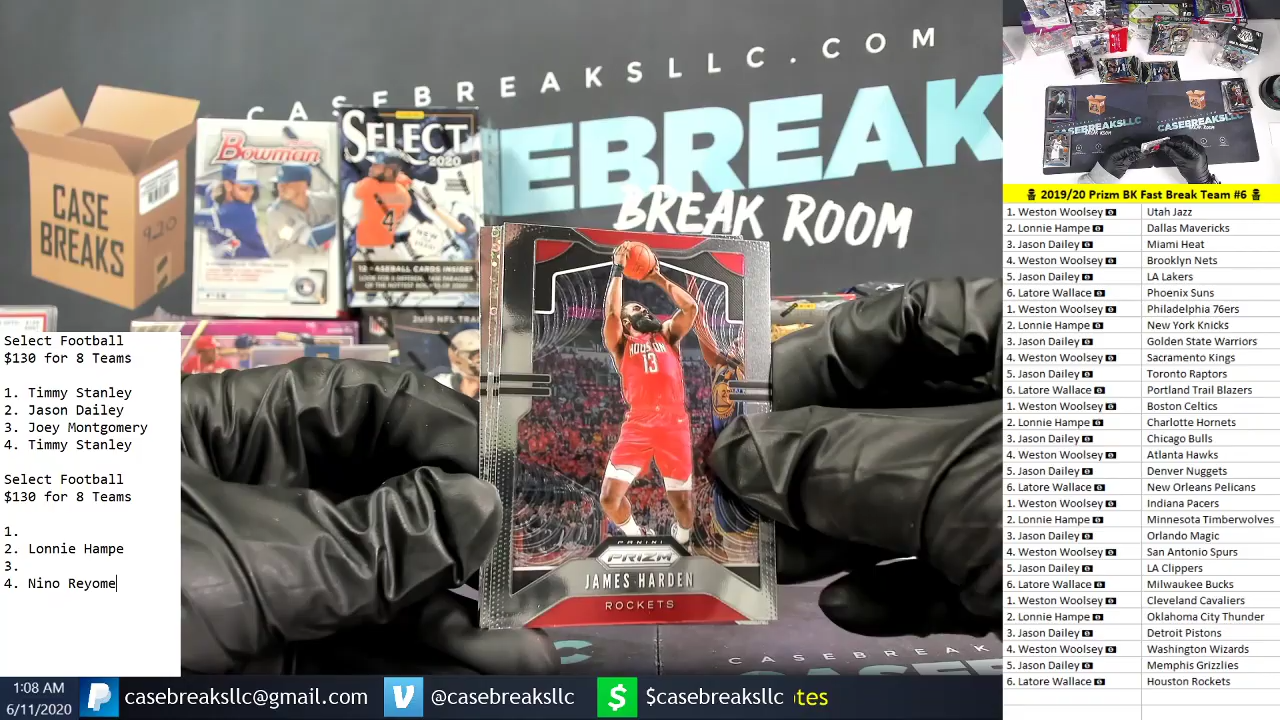 CASEBREAKSLLC.COM
EBREAK
BREAK ROOM
CASE
BREAKS
920
Bowman
SELECT
2020
HOUSTON
13
PANINI
PRIZM
JAMES HARDEN
ROCKETS
Select Football
$130 for 8 Teams
1. Timmy Stanley
2. Jason Dailey
3. Joey Montgomery
4. Timmy Stanley
Select Football
$130 for 8 Teams
1.
2. Lonnie Hampe
3.
4. Nino Reyome
2019/20 Prizm BK Fast Break Team #6
1. Weston Woolsey Utah Jazz
2. Lonnie Hampe Dallas Mavericks
3. Jason Dailey Miami Heat
4. Weston Woolsey Brooklyn Nets
5. Jason Dailey LA Lakers
6. Latore Wallace Phoenix Suns
1. Weston Woolsey Philadelphia 76ers
2. Lonnie Hampe New York Knicks
3. Jason Dailey Golden State Warriors
4. Weston Woolsey Sacramento Kings
5. Jason Dailey Toronto Raptors
6. Latore Wallace Portland Trail Blazers
1. Weston Woolsey Boston Celtics
2. Lonnie Hampe Charlotte Hornets
3. Jason Dailey Chicago Bulls
4. Weston Woolsey Atlanta Hawks
5. Jason Dailey Denver Nuggets
6. Latore Wallace New Orleans Pelicans
1. Weston Woolsey Indiana Pacers
2. Lonnie Hampe Minnesota Timberwolves
3. Jason Dailey Orlando Magic
4. Weston Woolsey San Antonio Spurs
5. Jason Dailey LA Clippers
6. Latore Wallace Milwaukee Bucks
1. Weston Woolsey Cleveland Cavaliers
2. Lonnie Hampe Oklahoma City Thunder
3. Jason Dailey Detroit Pistons
4. Weston Woolsey Washington Wizards
5. Jason Dailey Memphis Grizzlies
6. Latore Wallace Houston Rockets
1:08 AM
6/11/2020
casebreaksllc@gmail.com @casebreaksllc $casebreaksllc tes